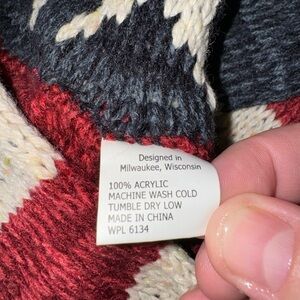 Designed in
Milwaukee, Wisconsin
100% ACRYLIC
MACHINE WASH COLD
TUMBLE DRY LOW
MADE IN CHINA
WPL 6134